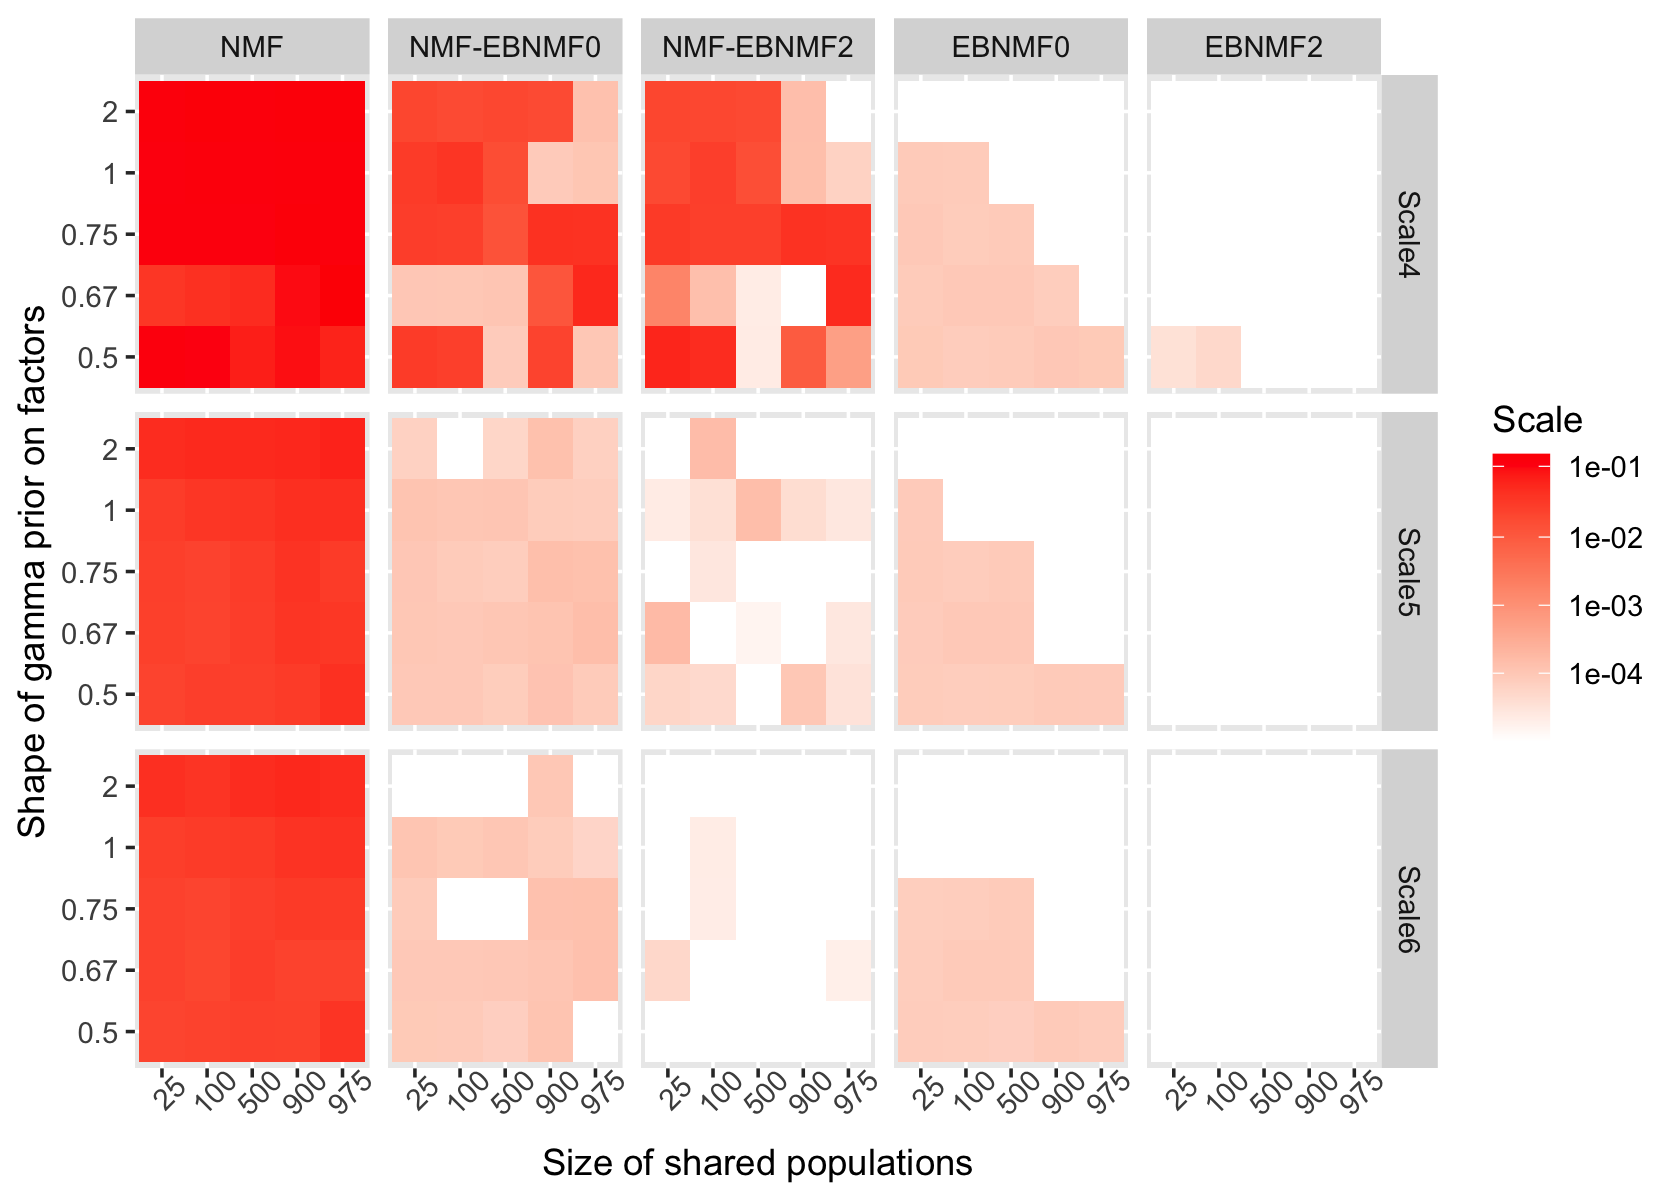 NMF NMF-EBNMF0 NMF-EBNMF2 EBNMF0 EBNMF2
Shape of gamma prior on factors
2
1
0.75
0.67
0.5
Scale4
2
1
0.75
0.67
0.5
Scale5
2
1
0.75
0.67
0.5
Scale6
25 100 500 900 975 25 100 500 900 975 25 100 500 900 975 25 100 500 900 975 25 100 500 900 975
Size of shared populations
Scale
1e-01
1e-02
1e-03
1e-04